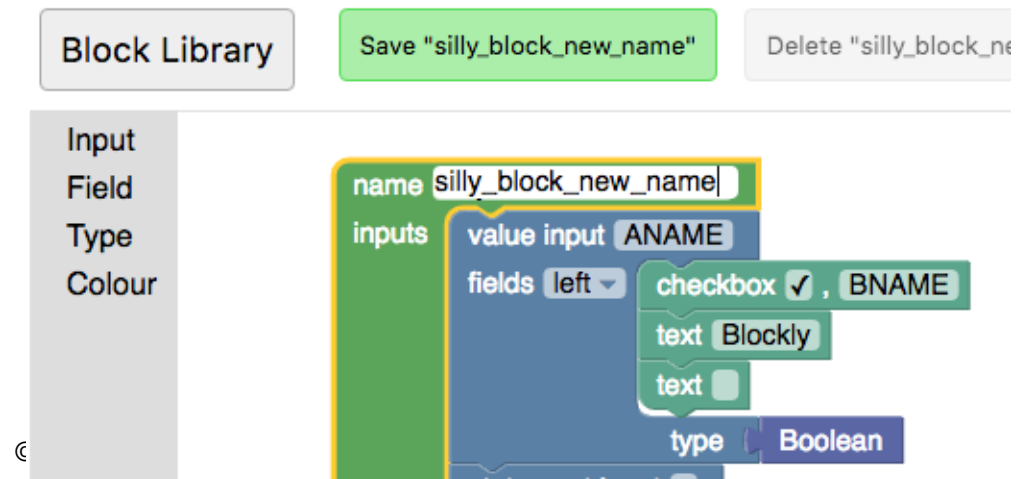 Block Library
Save "silly_block_new_name"
Delete "silly_block_ne
Input
Field
Type
Colour
name silly_block_new_name
inputs
value input ANAME
fields left
checkbox ✓ , BNAME
text Blockly
text
type Boolean
©